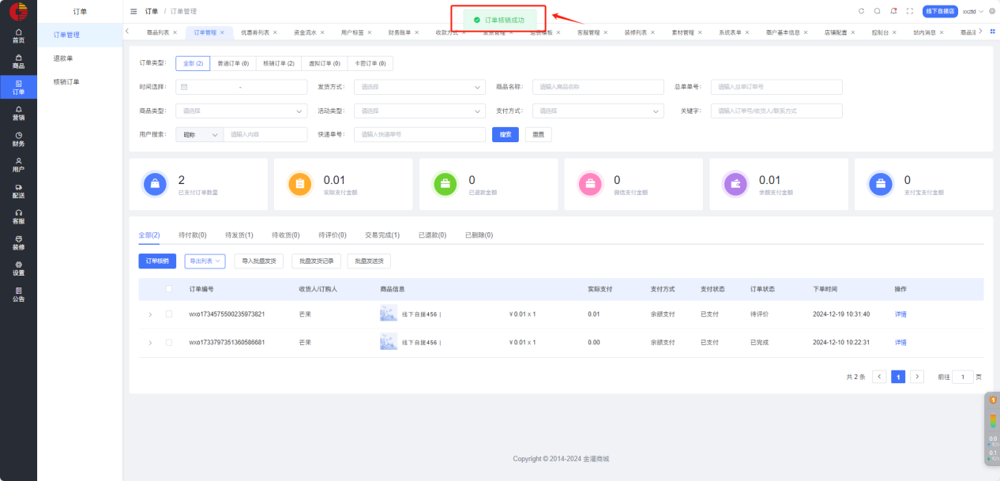 订单
订单 / 订单管理
订单核销成功
线下自提店
xxztd
首页
商品
订单
营销
财务
用户
配送
客服
装修
设置
公告
订单管理
退款单
核销订单
商品列表 × 订单管理 × 优惠券列表 × 资金流水 × 用户标签 × 财务账单 × 收款方式 × 发票管理 × 运费模板 × 客服管理 × 装修列表 × 素材管理 × 系统表单 × 商户基本信息 × 店铺配置 × 控制台 × 站内消息 ×
订单类型: 全部 (2) 普通订单 (0) 核销订单 (2) 虚拟订单 (0) 卡密订单 (0)
时间选择: - 发货方式: 请选择 商品名称: 请输入商品名称 总单单号: 请输入总单订单号
商品类型: 请选择 活动类型: 请选择 支付方式: 请选择 关键字: 请输入订单号/收货人/联系方式
用户搜索: 昵称 请输入内容 快递单号: 请输入快递单号 搜索 重置
2
已支付订单数量
0.01
实际支付金额
0
已退款金额
0
微信支付金额
0.01
余额支付金额
0
支付宝支付金额
全部(2) 待付款(0) 待发货(1) 待收货(0) 待评价(0) 交易完成(1) 已退款(0) 已删除(0)
订单核销 导出列表 导入批量发货 批量发货记录 批量发送货
订单编号 收货人/订购人 商品信息 实际支付 支付方式 支付状态 订单状态 下单时间 操作
wxo1734575500235973821 芒果 线下自提456 | ¥ 0.01 x 1 0.01 余额支付 已支付 待评价 2024-12-19 10:31:40 详情
wxo1733797351360586681 芒果 线下自提456 | ¥ 0.01 x 1 0.00 余额支付 已支付 已完成 2024-12-10 10:22:31 详情
共 2 条 1 前往 1 页
Copyright © 2014-2024 金灌商城